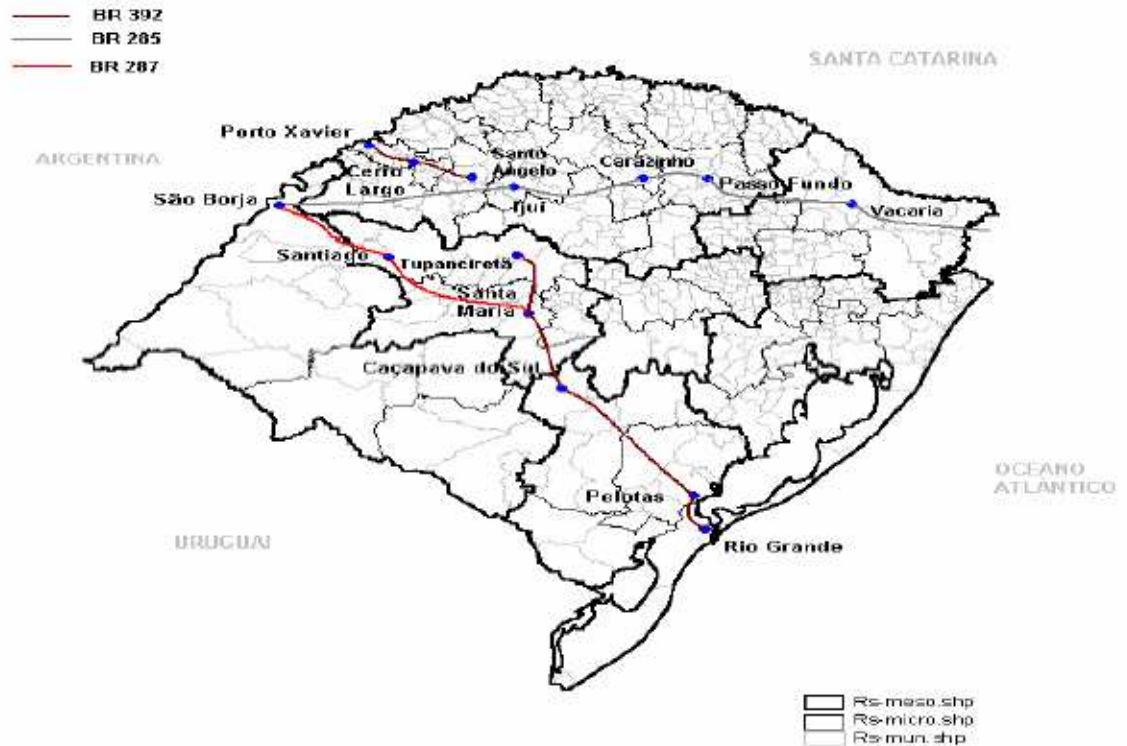 BR 392
BR 285
BR 287
SANTA CATARINA
ARGENTINA
Porto Xavier
Cerro
Largo
Santo
Angelo
Carazinho
São Borja
Ijuí
Passo Fundo
Vacaria
Santiago
Tupanciretã
Santa
Maria
Caçapava do Sul
Pelotas
Rio Grande
OCEANO
ATLÂNTICO
URUGUAI
Rs-meso.shp
Rs-micro.shp
Rs-mun.shp